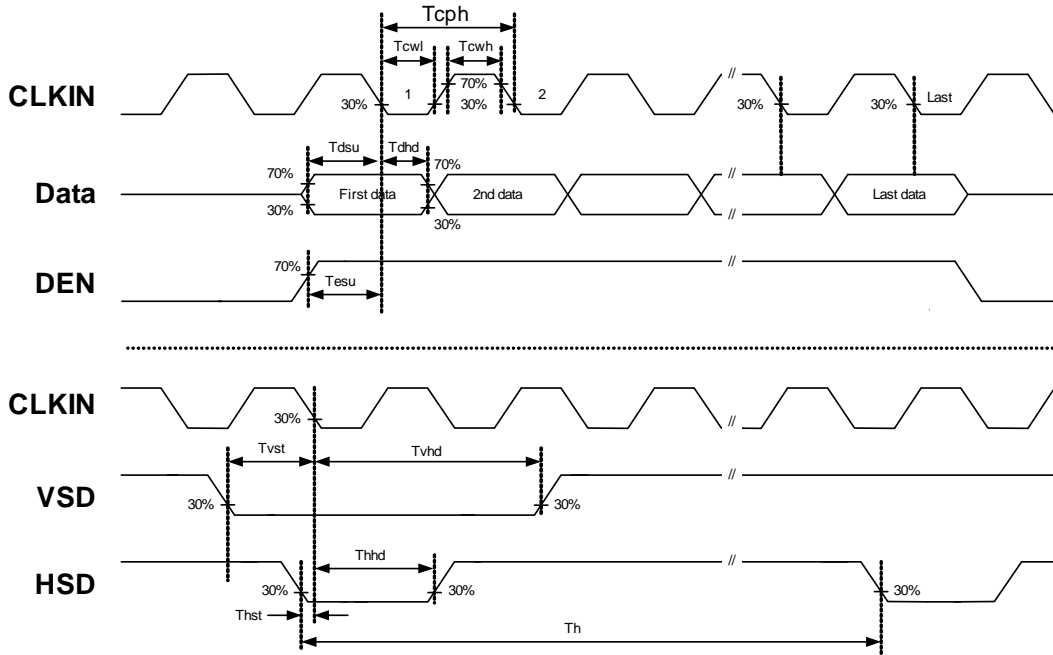 Tcph
Tcwl Tcwh
CLKIN 30% 1 70% 30% 2 // 30% 30% Last
Tdsu Tdhd
Data 70% 30% First data 70% 30% 2nd data // // Last data
DEN 70% Tesu //
CLKIN 30% //
Tvst Tvhd
VSD 30% 30% //
HSD 30% Thhd 30% // 30%
Thst
Th